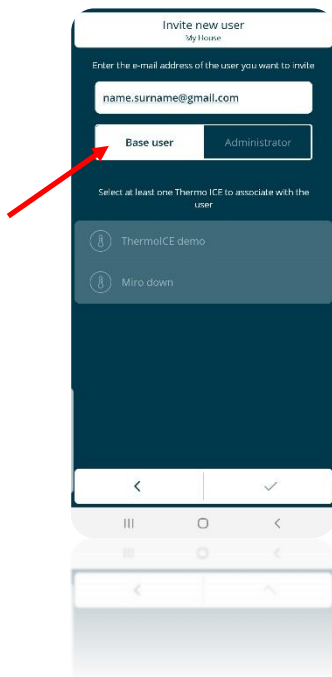 Invite new user
My House
Enter the e-mail address of the user you want to invite
name.surname@gmail.com
Base user
Administrator
Select at least one Thermo ICE to associate with the
user
ThermoICE demo
Miro down